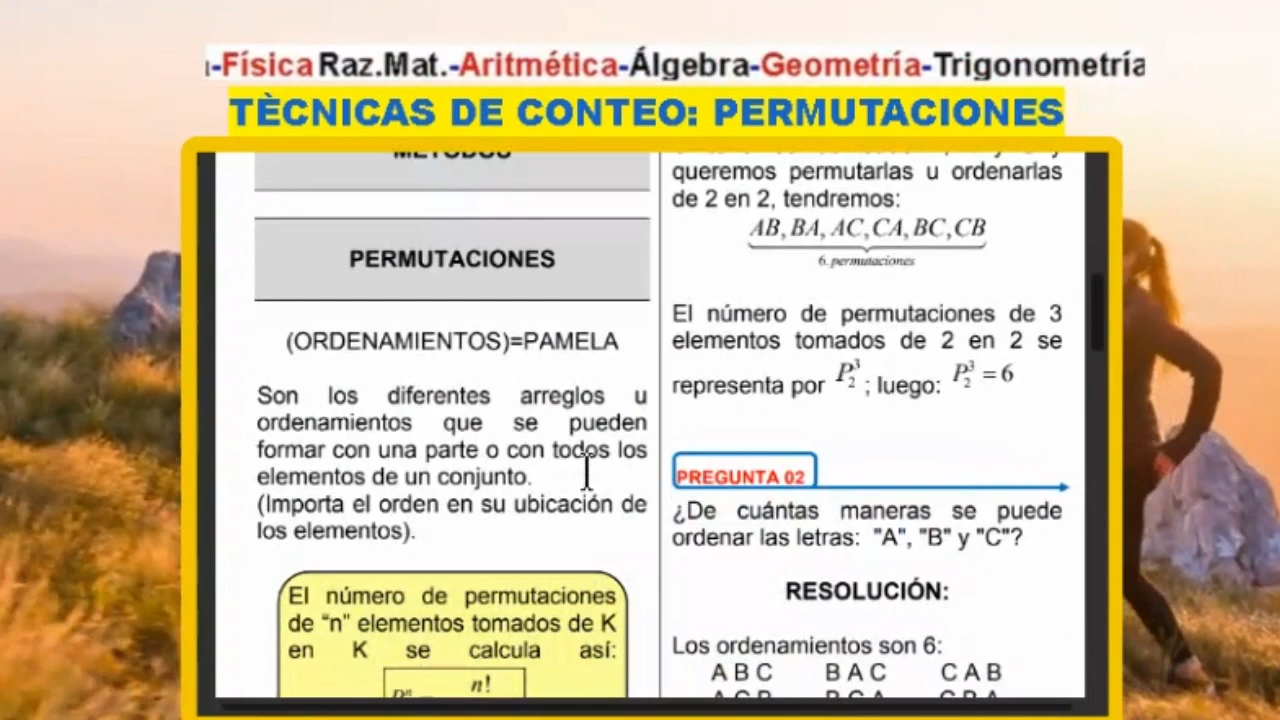 -Física Raz.Mat.-Aritmética-Álgebra-Geometría-Trigonometría
TÈCNICAS DE CONTEO: PERMUTACIONES
MÉTODOS
PERMUTACIONES
(ORDENAMIENTOS)=PAMELA
Son los diferentes arreglos u
ordenamientos que se pueden
formar con una parte o con todos los
elementos de un conjunto.
(Importa el orden en su ubicación de
los elementos).
El número de permutaciones
de “n” elementos tomados de K
en K se calcula así:
n!
queremos permutarlas u ordenarlas
de 2 en 2, tendremos:
AB, BA, AC, CA, BC, CB
6.permutaciones
El número de permutaciones de 3
elementos tomados de 2 en 2 se
representa por P₂³ ; luego: P₂³ = 6
PREGUNTA 02
¿De cuántas maneras se puede
ordenar las letras: "A", "B" y "C"?
RESOLUCIÓN:
Los ordenamientos son 6:
A B C B A C C A B